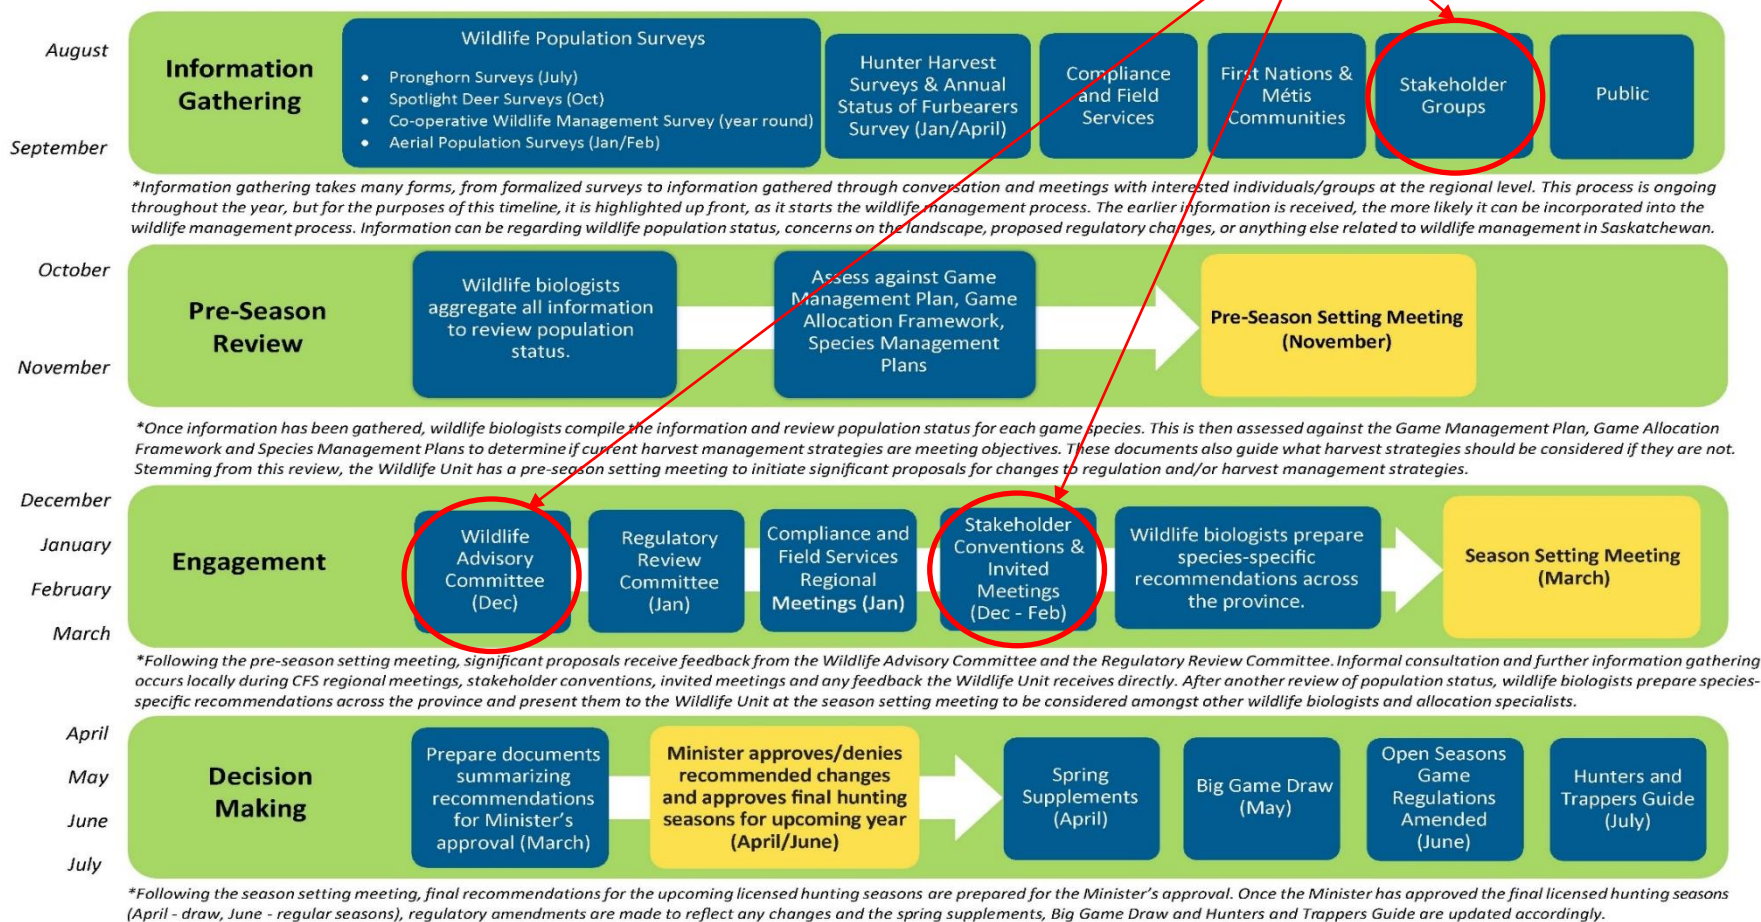 August
September
Information
Gathering
Wildlife Population Surveys
• Pronghorn Surveys (July)
• Spotlight Deer Surveys (Oct)
• Co-operative Wildlife Management Survey (year round)
• Aerial Population Surveys (Jan/Feb)
Hunter Harvest
Surveys & Annual
Status of Furbearers
Survey (Jan/April)
Compliance
and Field
Services
First Nations &
Métis
Communities
Stakeholder
Groups
Public
*Information gathering takes many forms, from formalized surveys to information gathered through conversation and meetings with interested individuals/groups at the regional level. This process is ongoing
throughout the year, but for the purposes of this timeline, it is highlighted up front, as it starts the wildlife management process. The earlier information is received, the more likely it can be incorporated into the
wildlife management process. Information can be regarding wildlife population status, concerns on the landscape, proposed regulatory changes, or anything else related to wildlife management in Saskatchewan.
October
November
Pre-Season
Review
Wildlife biologists
aggregate all information
to review population
status.
Assess against Game
Management Plan, Game
Allocation Framework,
Species Management
Plans
Pre-Season Setting Meeting
(November)
*Once information has been gathered, wildlife biologists compile the information and review population status for each game species. This is then assessed against the Game Management Plan, Game Allocation
Framework and Species Management Plans to determine if current harvest management strategies are meeting objectives. These documents also guide what harvest strategies should be considered if they are not.
Stemming from this review, the Wildlife Unit has a pre-season setting meeting to initiate significant proposals for changes to regulation and/or harvest management strategies.
December
January
February
March
Engagement
Wildlife
Advisory
Committee
(Dec)
Regulatory
Review
Committee
(Jan)
Compliance and
Field Services
Regional
Meetings (Jan)
Stakeholder
Conventions &
Invited
Meetings
(Dec - Feb)
Wildlife biologists prepare
species-specific
recommendations across
the province.
Season Setting Meeting
(March)
*Following the pre-season setting meeting, significant proposals receive feedback from the Wildlife Advisory Committee and the Regulatory Review Committee. Informal consultation and further information gathering
occurs locally during CFS regional meetings, stakeholder conventions, invited meetings and any feedback the Wildlife Unit receives directly. After another review of population status, wildlife biologists prepare species-
specific recommendations across the province and present them to the Wildlife Unit at the season setting meeting to be considered amongst other wildlife biologists and allocation specialists.
April
May
June
July
Decision
Making
Prepare documents
summarizing
recommendations
for Minister's
approval (March)
Minister approves/denies
recommended changes
and approves final hunting
seasons for upcoming year
(April/June)
Spring
Supplements
(April)
Big Game Draw
(May)
Open Seasons
Game
Regulations
Amended
(June)
Hunters and
Trappers Guide
(July)
*Following the season setting meeting, final recommendations for the upcoming licensed hunting seasons are prepared for the Minister's approval. Once the Minister has approved the final licensed hunting seasons
(April - draw, June - regular seasons), regulatory amendments are made to reflect any changes and the spring supplements, Big Game Draw and Hunters and Trappers Guide are updated accordingly.